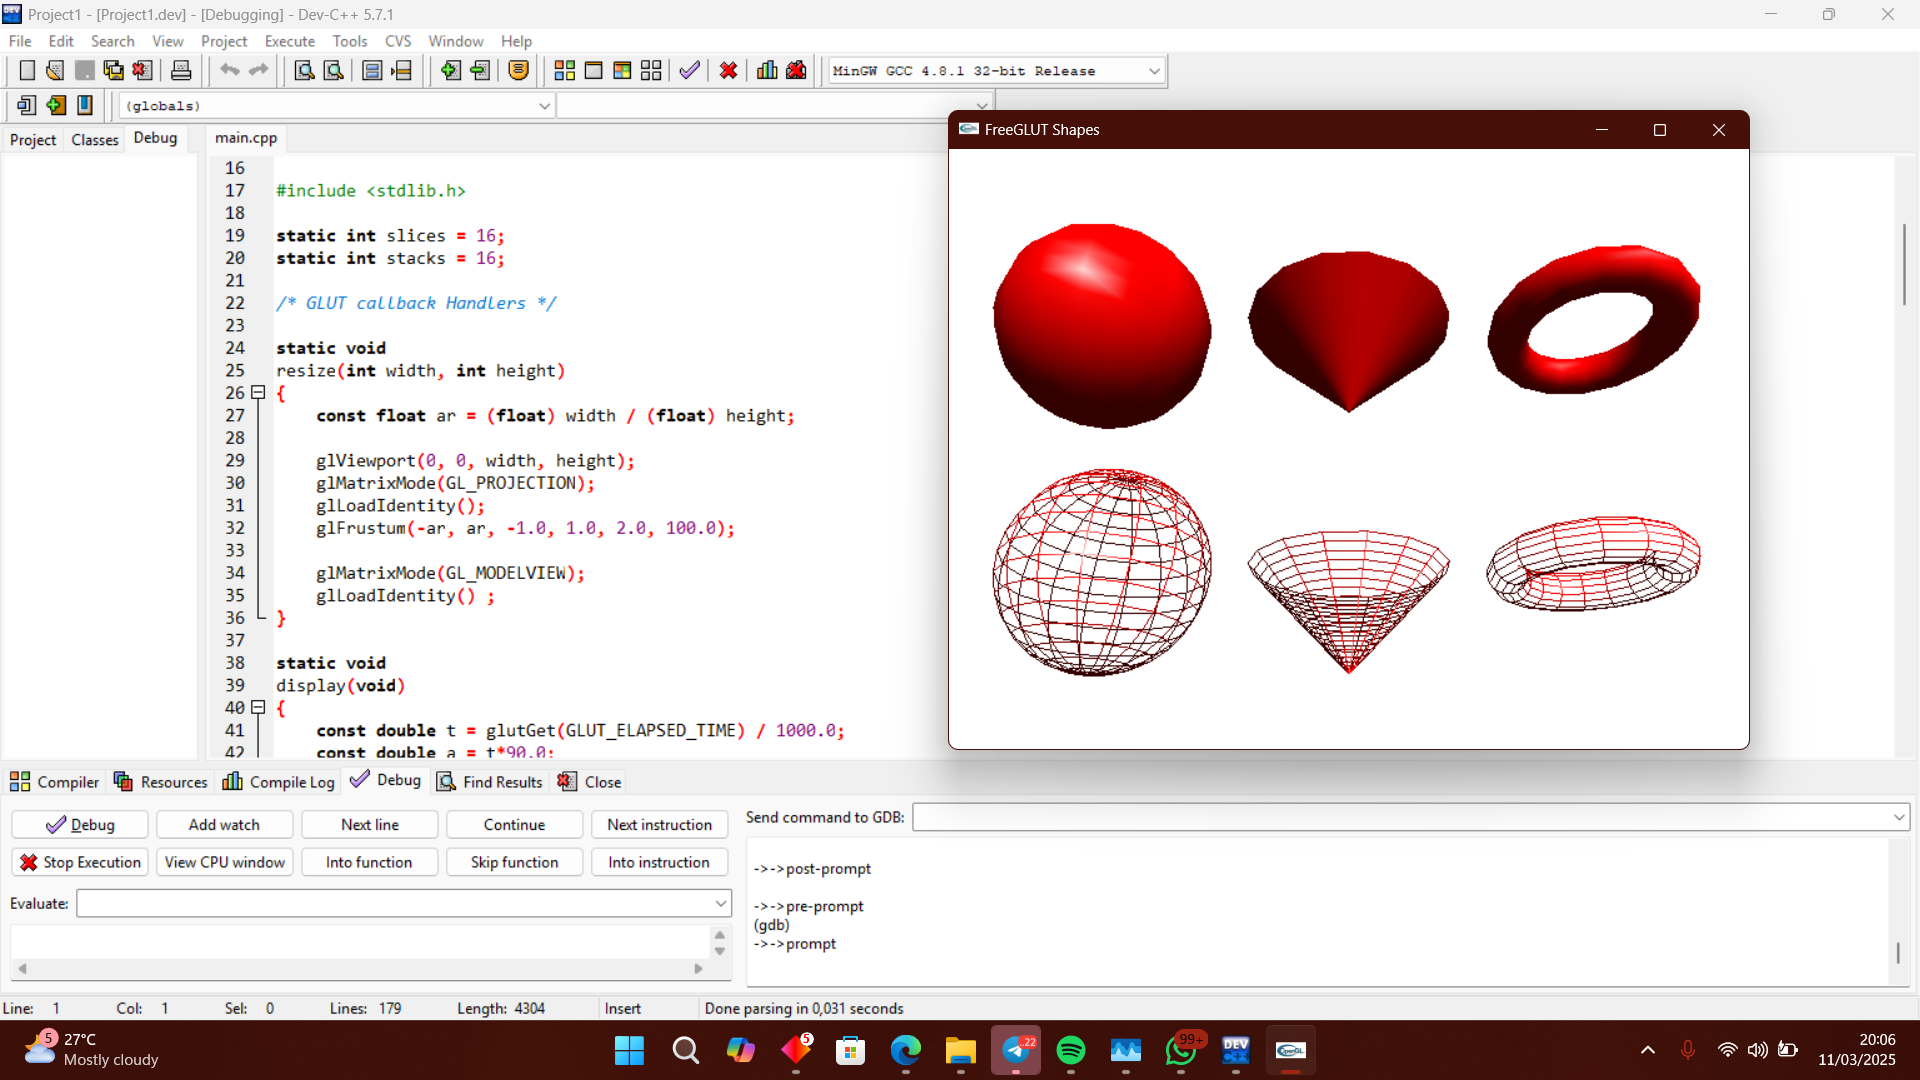 Project1 - [Project1.dev] - [Debugging] - Dev-C++ 5.7.1
File Edit Search View Project Execute Tools CVS Window Help
MinGW GCC 4.8.1 32-bit Release
(globals)
Project Classes Debug main.cpp
FreeGLUT Shapes
16
17 #include <stdlib.h>
18
19 static int slices = 16;
20 static int stacks = 16;
21
22 /* GLUT callback Handlers */
23
24 static void
25 resize(int width, int height)
26 {
27 const float ar = (float) width / (float) height;
28
29 glViewport(0, 0, width, height);
30 glMatrixMode(GL_PROJECTION);
31 glLoadIdentity();
32 glFrustum(-ar, ar, -1.0, 1.0, 2.0, 100.0);
33
34 glMatrixMode(GL_MODELVIEW);
35 glLoadIdentity() ;
36 }
37
38 static void
39 display(void)
40 {
41 const double t = glutGet(GLUT_ELAPSED_TIME) / 1000.0;
42 const double a = t*90.0;
Compiler Resources Compile Log Debug Find Results Close
Debug Add watch Next line Continue Next instruction
Stop Execution View CPU window Into function Skip function Into instruction
Evaluate:
Send command to GDB:
->->post-prompt
->->pre-prompt
(gdb)
->->prompt
Line: 1 Col: 1 Sel: 0 Lines: 179 Length: 4304 Insert Done parsing in 0,031 seconds
5 27°C
Mostly cloudy
5
22
99+
DEV
C++
OpenGL
20:06
11/03/2025